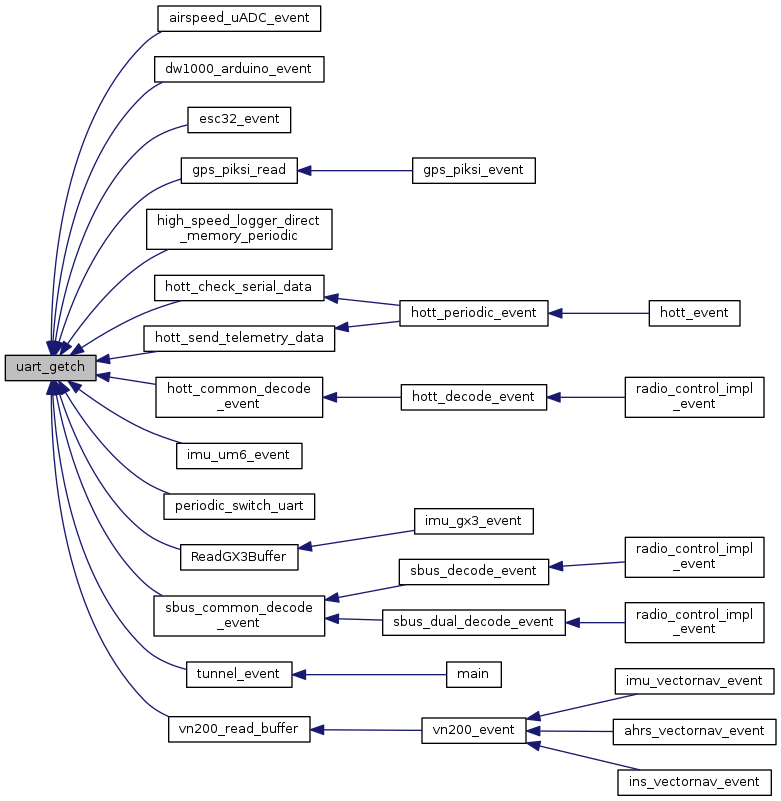 airspeed_uADC_event
dw1000_arduino_event
esc32_event
gps_piksi_read
gps_piksi_event
high_speed_logger_direct
_memory_periodic
hott_check_serial_data
hott_periodic_event
hott_event
hott_send_telemetry_data
uart_getch
hott_common_decode
_event
hott_decode_event
radio_control_impl
_event
imu_um6_event
periodic_switch_uart
imu_gx3_event
ReadGX3Buffer
sbus_decode_event
radio_control_impl
_event
sbus_common_decode
_event
sbus_dual_decode_event
radio_control_impl
_event
tunnel_event
main
imu_vectornav_event
vn200_read_buffer
vn200_event
ahrs_vectornav_event
ins_vectornav_event